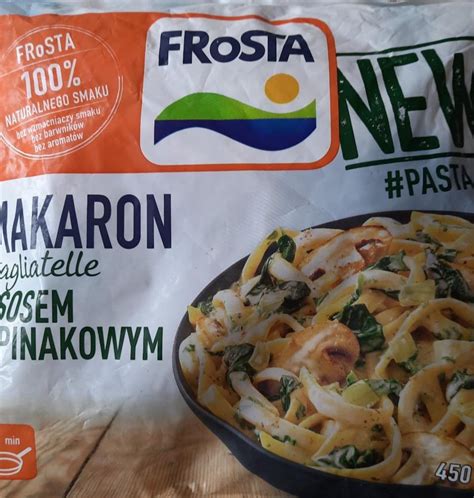 FRoSTA
100%
NATURALNEGO SMAKU
bez wzmacniaczy smaku
bez barwników
bez aromatów
FRoSTA
NEW
#PASTA
MAKARON
Tagliatelle
SOSEM
PINAKOWYM
min
450